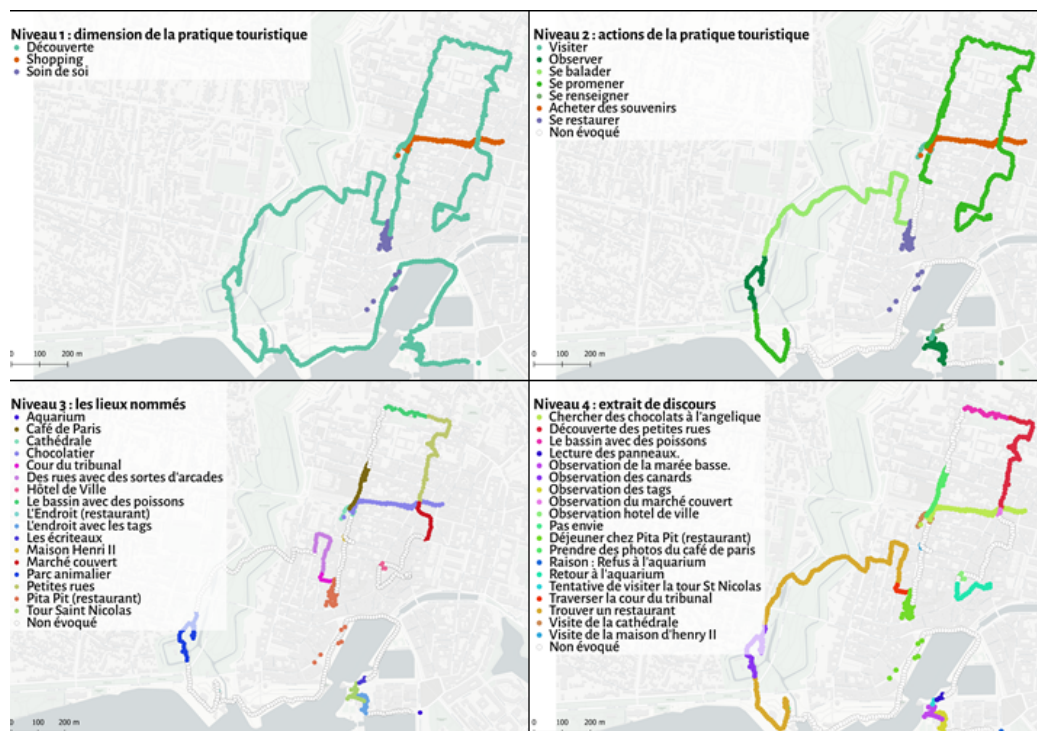 Niveau 1 : dimension de la pratique touristique
Découverte
Shopping
Soin de soi
0 100 200 m
Niveau 2 : actions de la pratique touristique
Visiter
Observer
Se balader
Se promener
Se renseigner
Acheter des souvenirs
Se restaurer
Non évoqué
0 100 200 m
Niveau 3 : les lieux nommés
Aquarium
Café de Paris
Cathédrale
Chocolatier
Cour du tribunal
Des rues avec des sortes d'arcades
Hôtel de Ville
Le bassin avec des poissons
L'Endroit (restaurant)
L'endroit avec les tags
Les écriteaux
Maison Henri II
Marché couvert
Parc animalier
Petites rues
Pita Pit (restaurant)
Tour Saint Nicolas
Non évoqué
0 100 200 m
Niveau 4 : extrait de discours
Chercher des chocolats à l'angelique
Découverte des petites rues
Le bassin avec des poissons
Lecture des panneaux.
Observation de la marée basse.
Observation des canards
Observation des tags
Observation du marché couvert
Observation hotel de ville
Pas envie
Déjeuner chez Pita Pit (restaurant)
Prendre des photos du café de paris
Raison : Refus à l'aquarium
Retour à l'aquarium
Tentative de visiter la tour St Nicolas
Traverser la cour du tribunal
Trouver un restaurant
Visite de la cathédrale
Visite de la maison d'henry II
Non évoqué
0 100 200 m